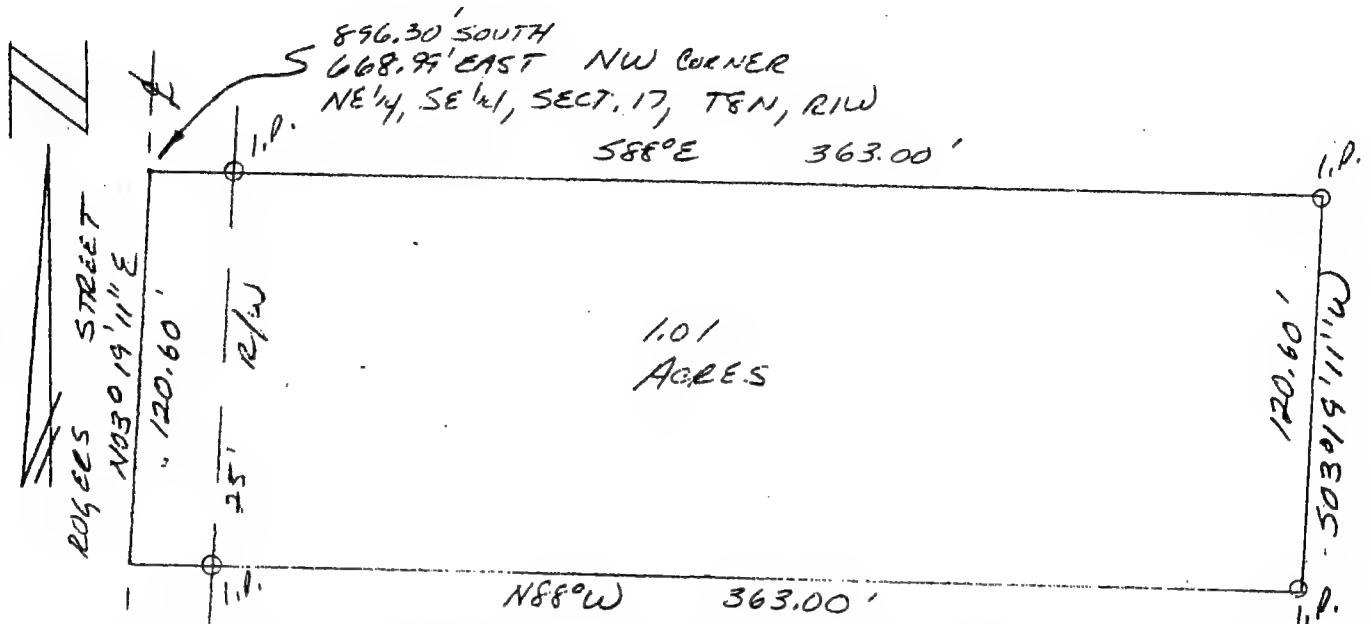 896.30' SOUTH
668.99' EAST NW CORNER
NE 1/4, SE 1/4, SECT. 17, T8N, R1W
N
℄
I.P.
S88°E 363.00'
I.P.
ROGERS STREET
N03°19'11"E
120.60'
25' R/W
1.01
ACRES
120.60'
S03°19'11"W
I.P.
N88°W 363.00'
I.P.